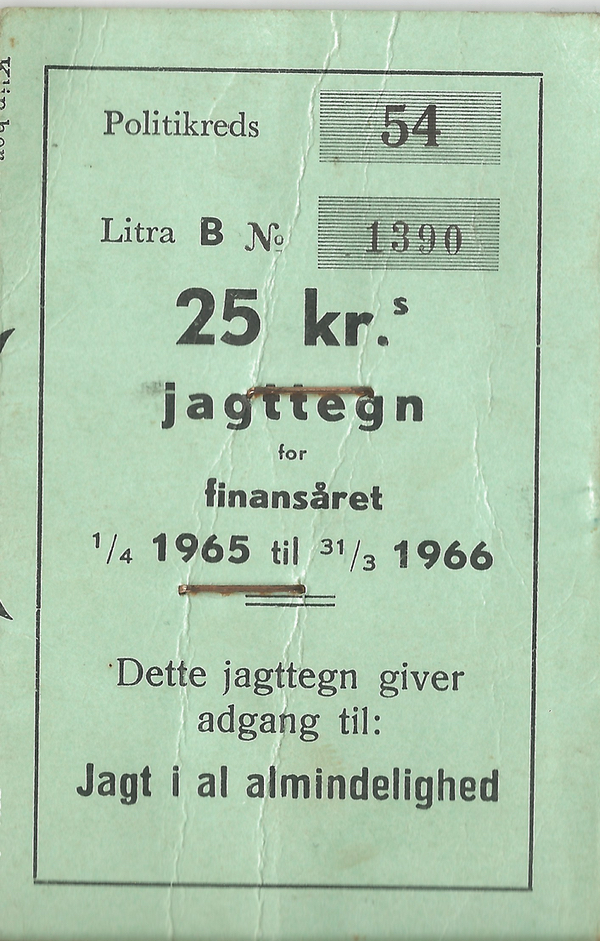 Politikreds 54
Litra B № 1390
25 kr.s
jagttegn
for
finansåret
1/4 1965 til 31/3 1966
Dette jagttegn giver
adgang til:
Jagt i al almindelighed